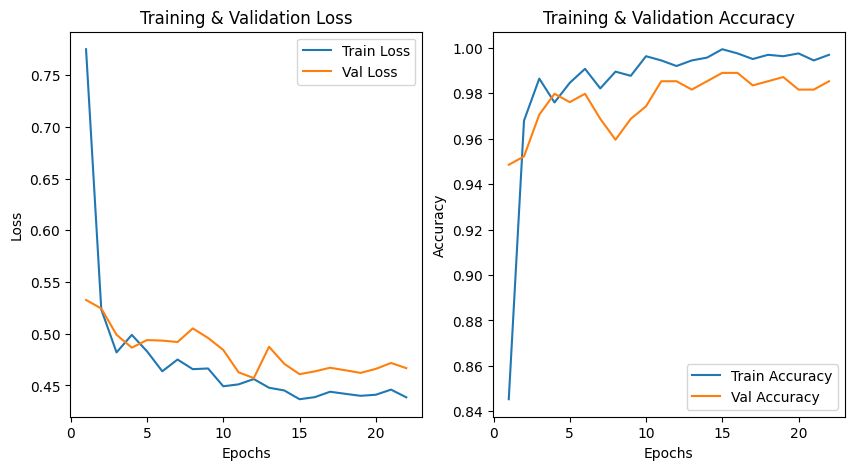 Training & Validation Loss
Train Loss
Val Loss
0.75
0.70
0.65
0.60
0.55
0.50
0.45
Loss
0
5
10
15
20
Epochs
Training & Validation Accuracy
1.00
0.98
0.96
0.94
0.92
0.90
0.88
0.86
0.84
Accuracy
Train Accuracy
Val Accuracy
0
5
10
15
20
Epochs